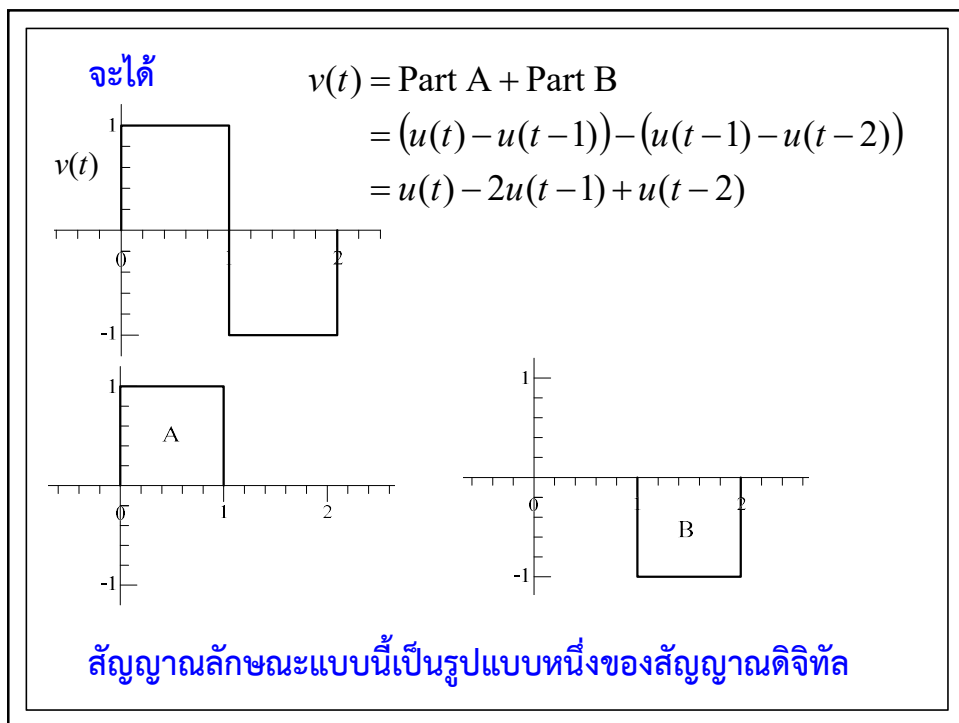 จะได้
v(t) = Part A + Part B
= (u(t) − u(t−1)) − (u(t−1) − u(t−2))
= u(t) − 2u(t−1) + u(t−2)
1
v(t)
0 1 2
-1
1
A
0 1 2
-1
1
0 1 2
B
-1
สัญญาณลักษณะแบบนี้เป็นรูปแบบหนึ่งของสัญญาณดิจิทัล